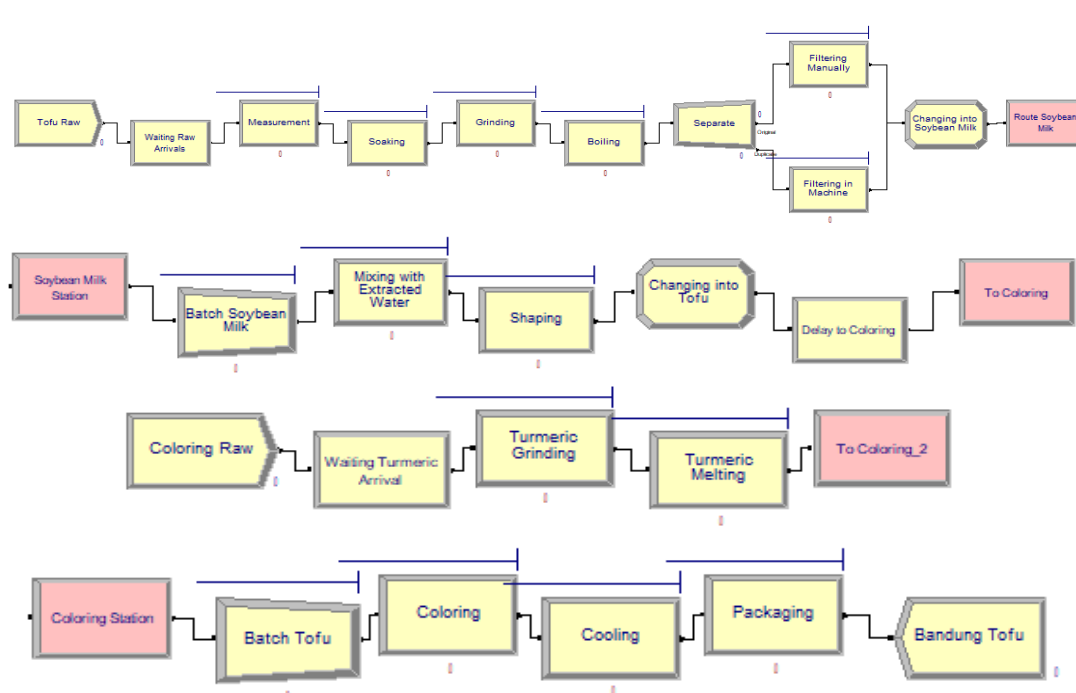 Tofu Raw
Waiting Raw
Arrivals
Measurement
Soaking
Grinding
Boiling
Separate
Original
Duplicate
Filtering
Manually
Filtering in
Machine
Changing into
Soybean Milk
Route Soybean
Milk
Soybean Milk
Station
Batch Soybean
Milk
Mixing with
Extracted
Water
Shaping
Changing into
Tofu
Delay to Coloring
To Coloring
Coloring Raw
Waiting Turmeric
Arrival
Turmeric
Grinding
Turmeric
Melting
To Coloring_2
Coloring Station
Batch Tofu
Coloring
Cooling
Packaging
Bandung Tofu